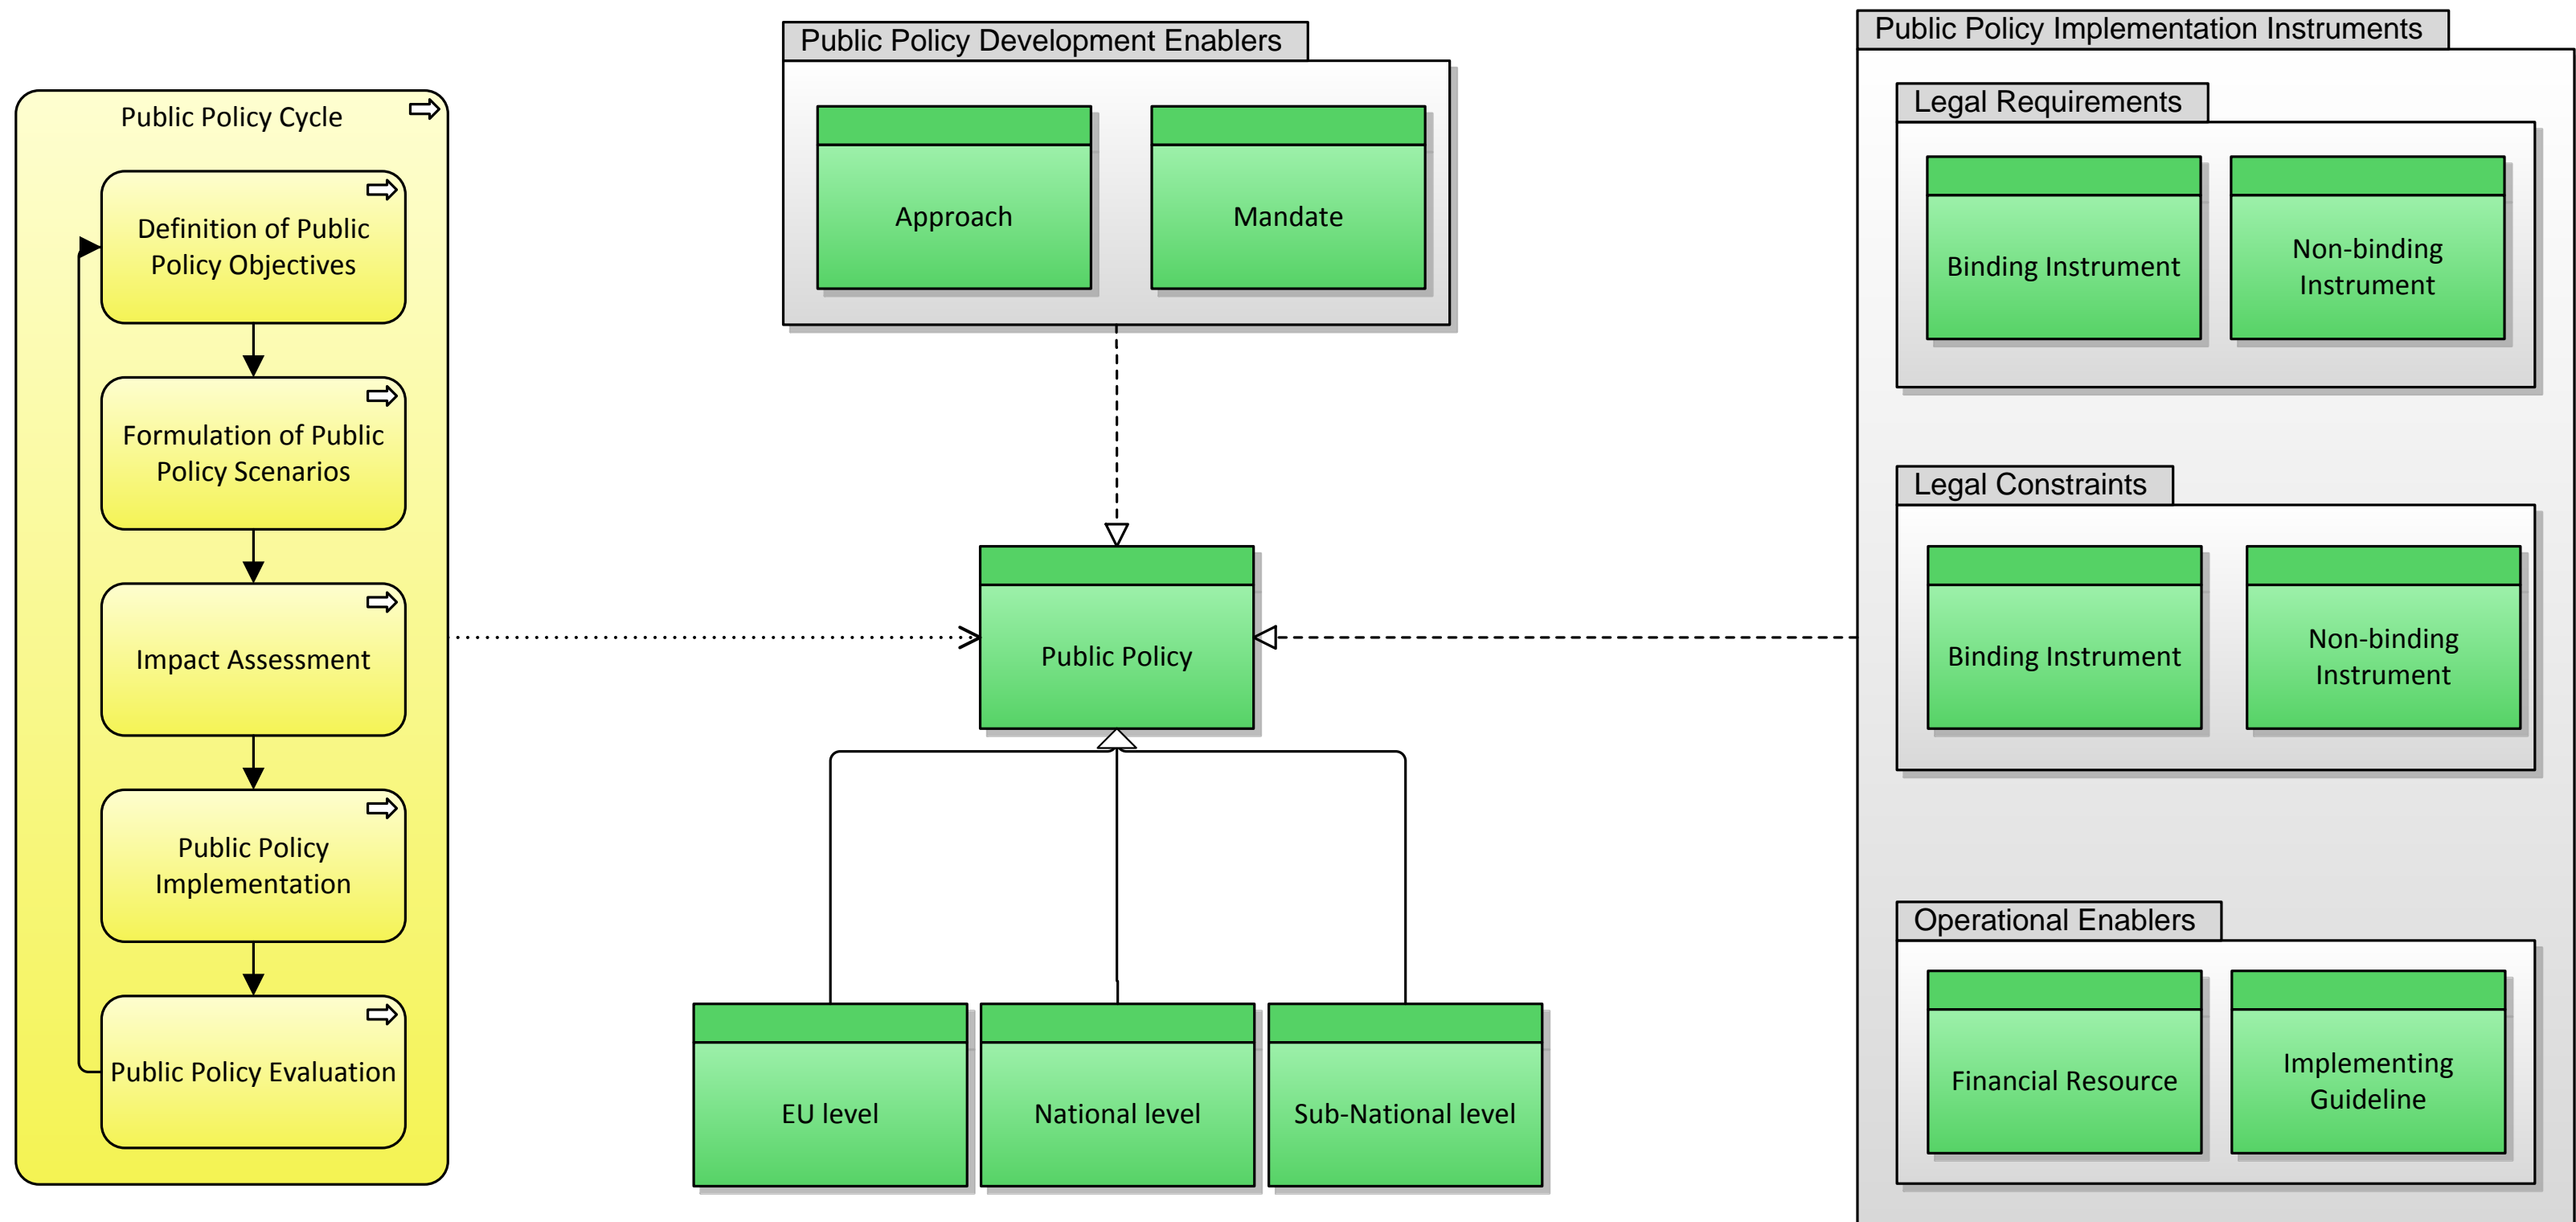 Public Policy Cycle
Definition of Public
Policy Objectives
Formulation of Public
Policy Scenarios
Impact Assessment
Public Policy
Implementation
Public Policy Evaluation
Public Policy Development Enablers
Approach
Mandate
Public Policy
EU level
National level
Sub-National level
Public Policy Implementation Instruments
Legal Requirements
Binding Instrument
Non-binding
Instrument
Legal Constraints
Binding Instrument
Non-binding
Instrument
Operational Enablers
Financial Resource
Implementing
Guideline